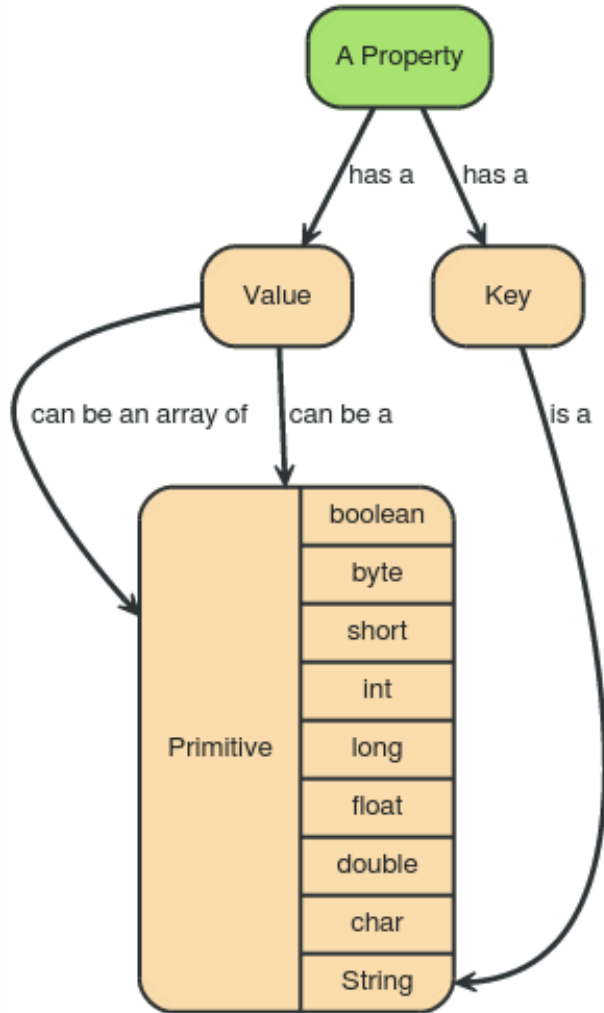 A Property
has a
has a
Value
Key
can be an array of
can be a
is a
boolean
byte
short
int
Primitive
long
float
double
char
String